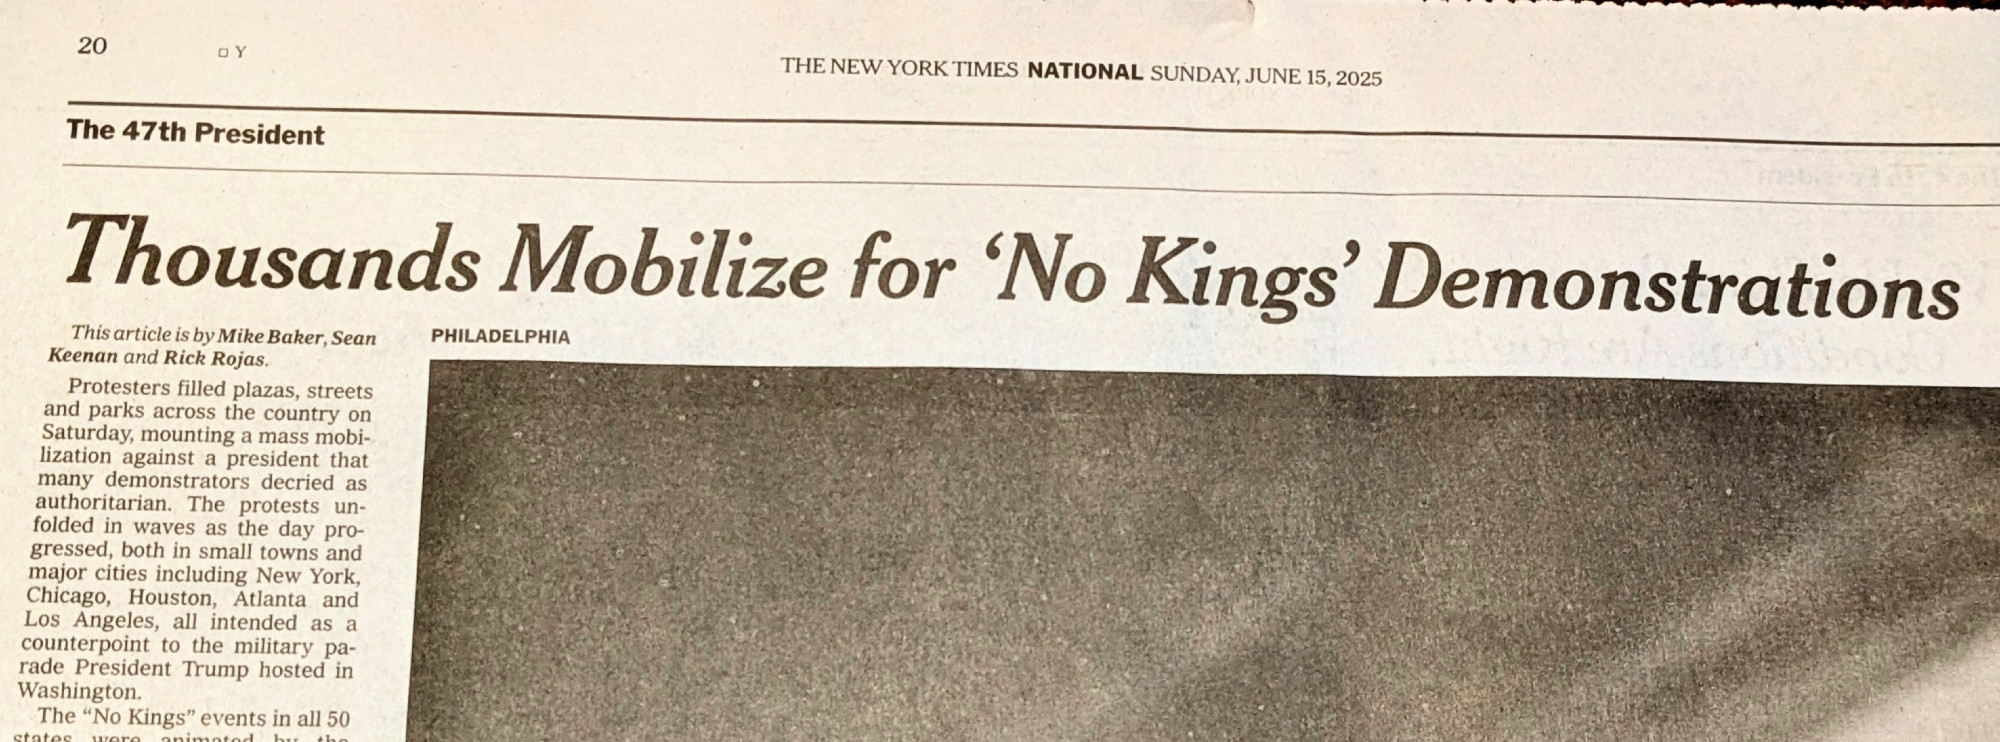 20
Y
THE NEW YORK TIMES NATIONAL SUNDAY, JUNE 15, 2025
The 47th President
Thousands Mobilize for ‘No Kings’ Demonstrations
This article is by Mike Baker, Sean
Keenan and Rick Rojas.
Protesters filled plazas, streets
and parks across the country on
Saturday, mounting a mass mobi-
lization against a president that
many demonstrators decried as
authoritarian. The protests un-
folded in waves as the day pro-
gressed, both in small towns and
major cities including New York,
Chicago, Houston, Atlanta and
Los Angeles, all intended as a
counterpoint to the military pa-
rade President Trump hosted in
Washington.
The “No Kings” events in all 50
states were animated by the
PHILADELPHIA